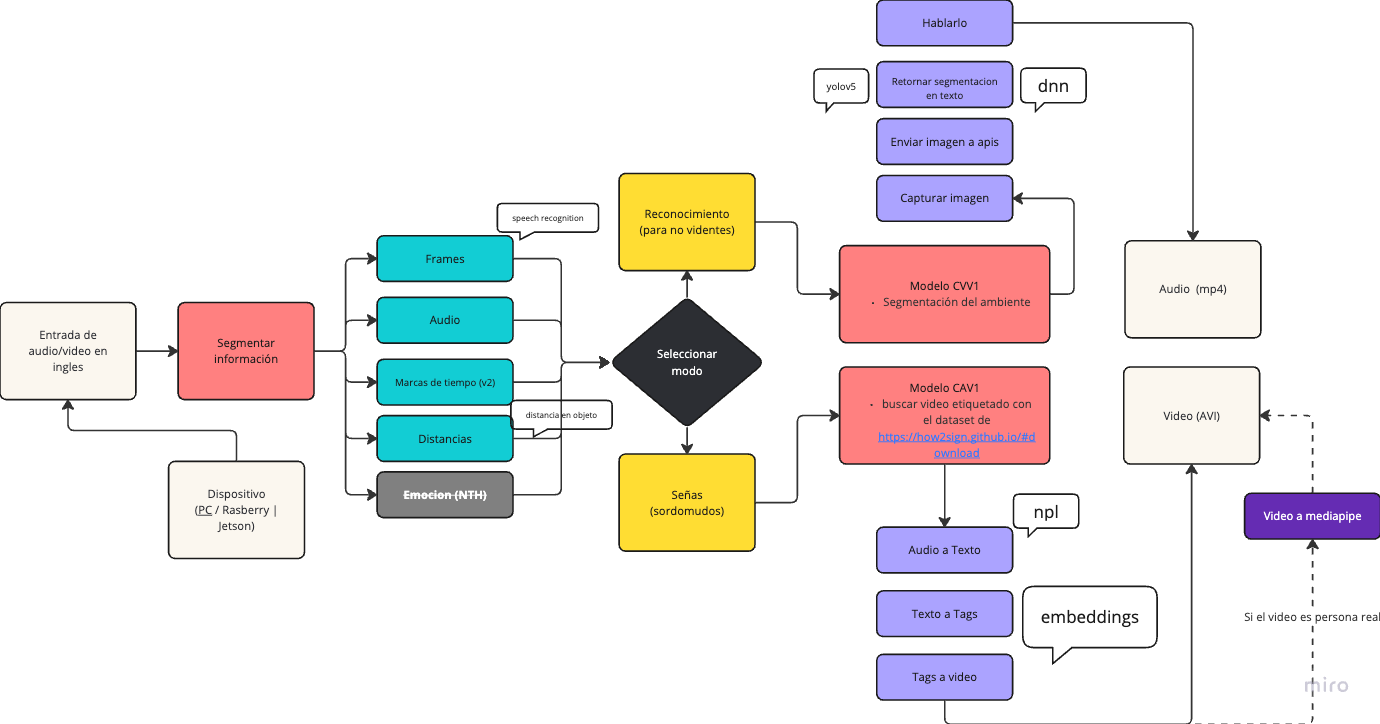 Hablarlo
yolov5
Retornar segmentacion
en texto
dnn
Enviar imagen a apis
Capturar imagen
speech recognition
Reconocimiento
(para no videntes)
Frames
Modelo CVV1
· Segmentación del ambiente
Audio (mp4)
Entrada de
audio/video en
ingles
Segmentar
información
Audio
Seleccionar
modo
Marcas de tiempo (v2)
distancia en objeto
Distancias
Modelo CAV1
· buscar video etiquetado con
el dataset de
https://how2sign.github.io/#d
ownload
Video (AVI)
Emocion (NTH)
Dispositivo
(PC / Rasberry |
Jetson)
Señas
(sordomudos)
npl
Video a mediapipe
Audio a Texto
Texto a Tags
embeddings
Si el video es persona real
Tags a video
miro